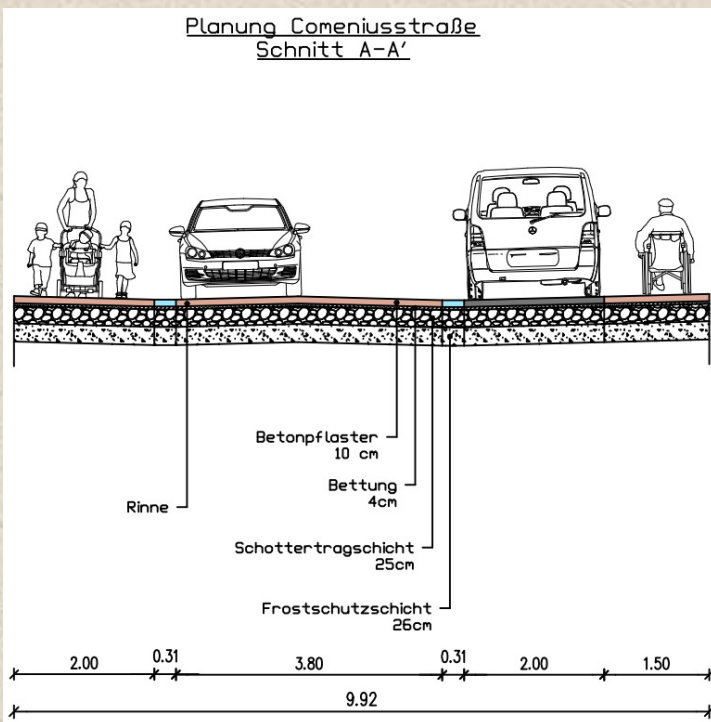 Planung Comeniusstraße
Schnitt A-A'
Betonpflaster
10 cm
Bettung
4cm
Rinne
Schottertragschicht
25cm
Frostschutzschicht
26cm
2.00 0.31 3.80 0.31 2.00 1.50
9.92